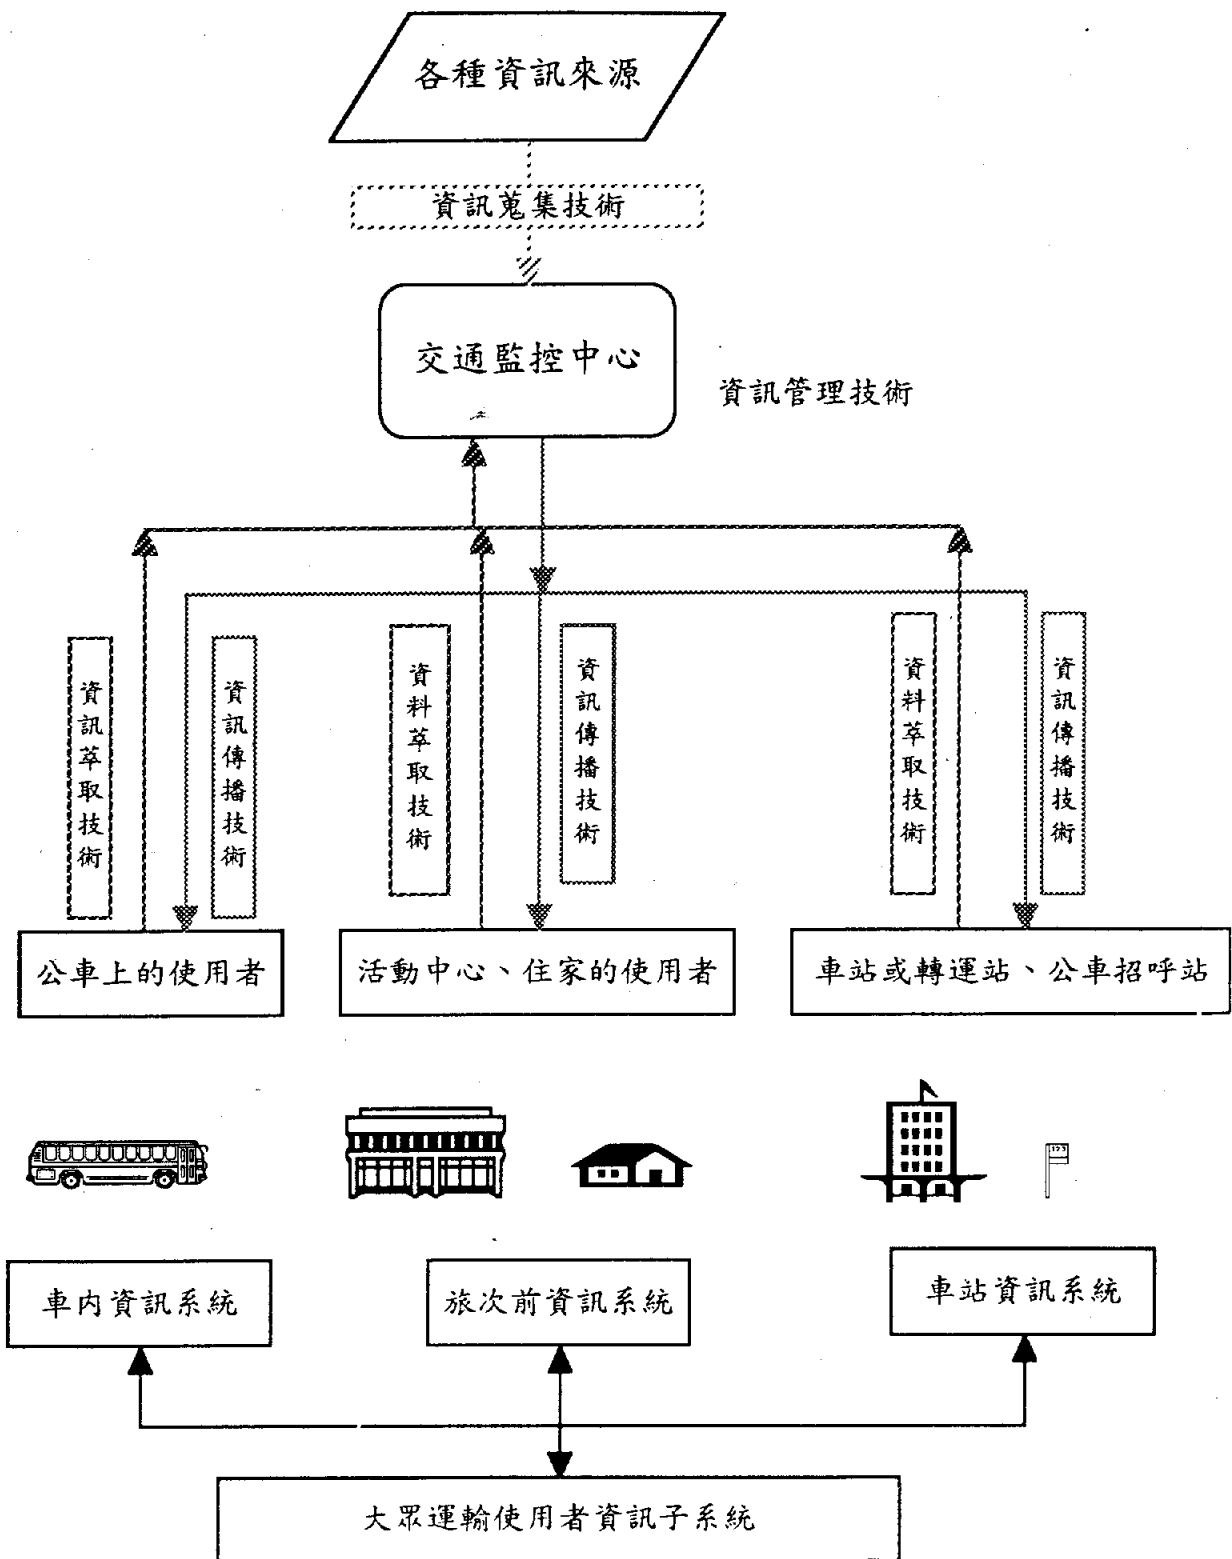 各種資訊來源
資訊蒐集技術
交通監控中心
資訊管理技術
資訊萃取技術
資訊傳播技術
資料萃取技術
資訊傳播技術
資料萃取技術
資訊傳播技術
公車上的使用者
活動中心、住家的使用者
車站或轉運站、公車招呼站
車內資訊系統
旅次前資訊系統
車站資訊系統
大眾運輸使用者資訊子系統